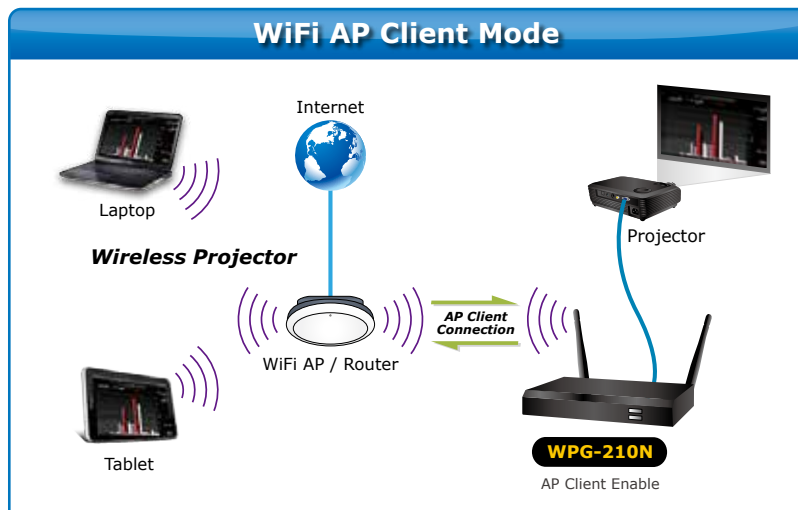 WiFi AP Client Mode
Internet
Laptop
Projector
Wireless Projector
AP Client
Connection
WiFi AP / Router
Tablet
WPG-210N
AP Client Enable